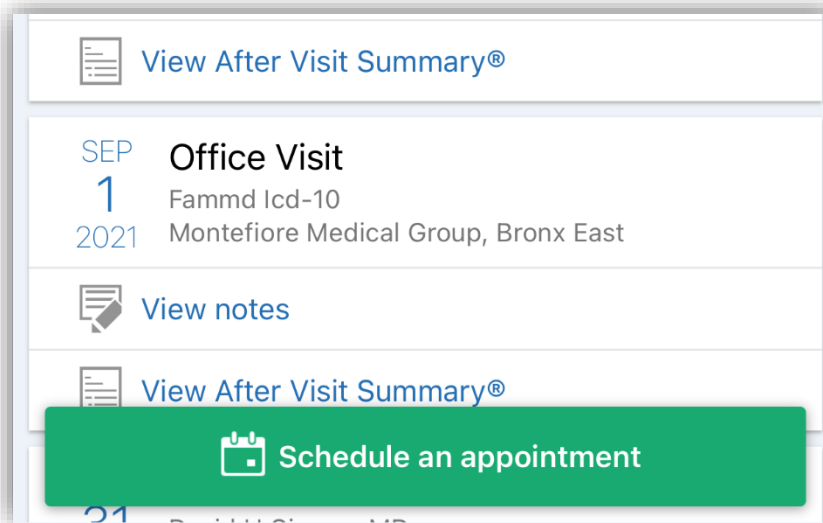 View After Visit Summary®
SEP
1
2021
Office Visit
Fammd Icd-10
Montefiore Medical Group, Bronx East
View notes
View After Visit Summary®
Schedule an appointment
31